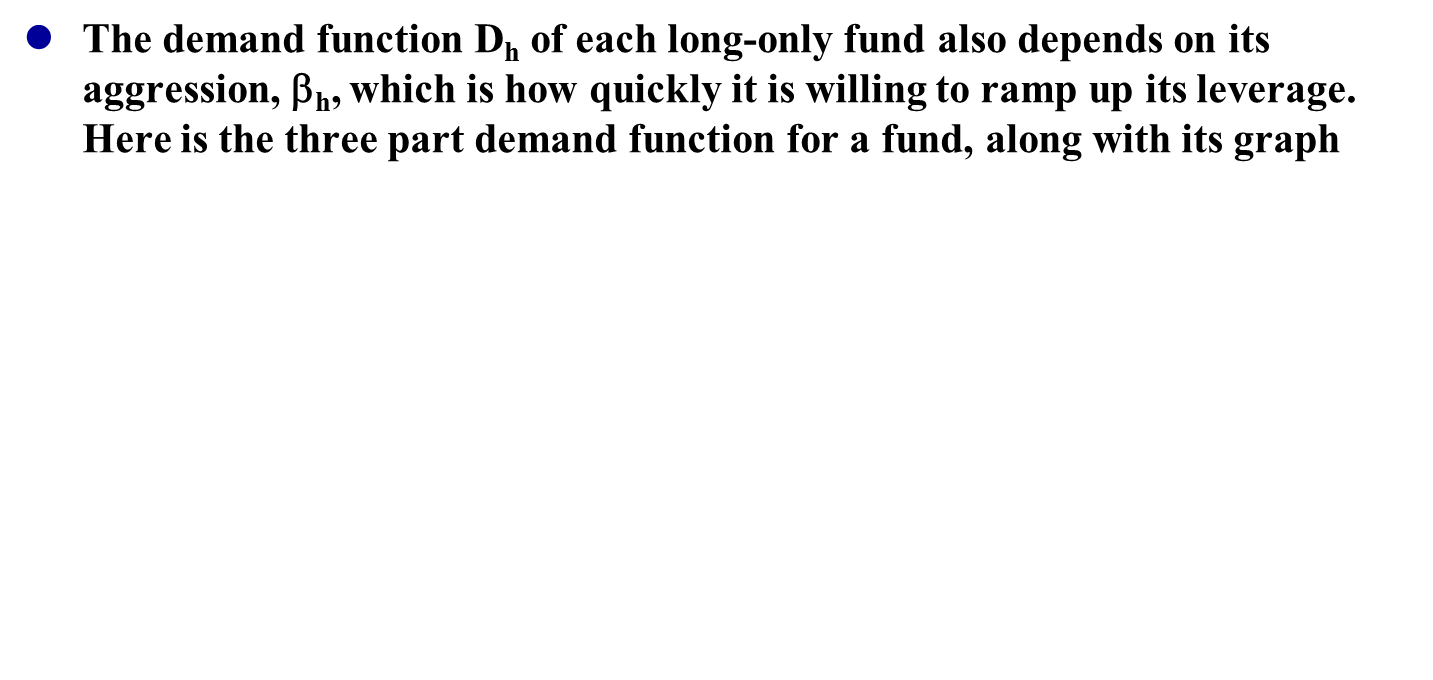 ● The demand function Dₕ of each long-only fund also depends on its
aggression, βₕ, which is how quickly it is willing to ramp up its leverage.
Here is the three part demand function for a fund, along with its graph